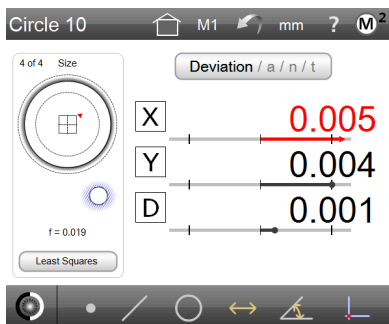 Circle 10 M1 mm ? M2
4 of 4 Size
Deviation / a / n / t
X 0.005
Y 0.004
D 0.001
f = 0.019
Least Squares